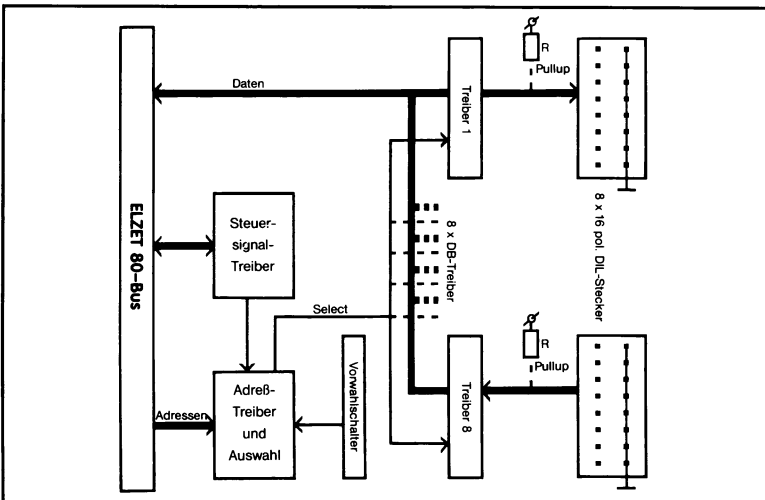 Daten
ELZET 80-Bus
Steuer-
signal-
Treiber
Select
Adreß-
Treiber
und
Auswahl
Adressen
Vorwahlschalter
Treiber 1
R
Pullup
8 x DB-Treiber
8 x 16 pol. DIL-Stecker
R
Pullup
Treiber 8